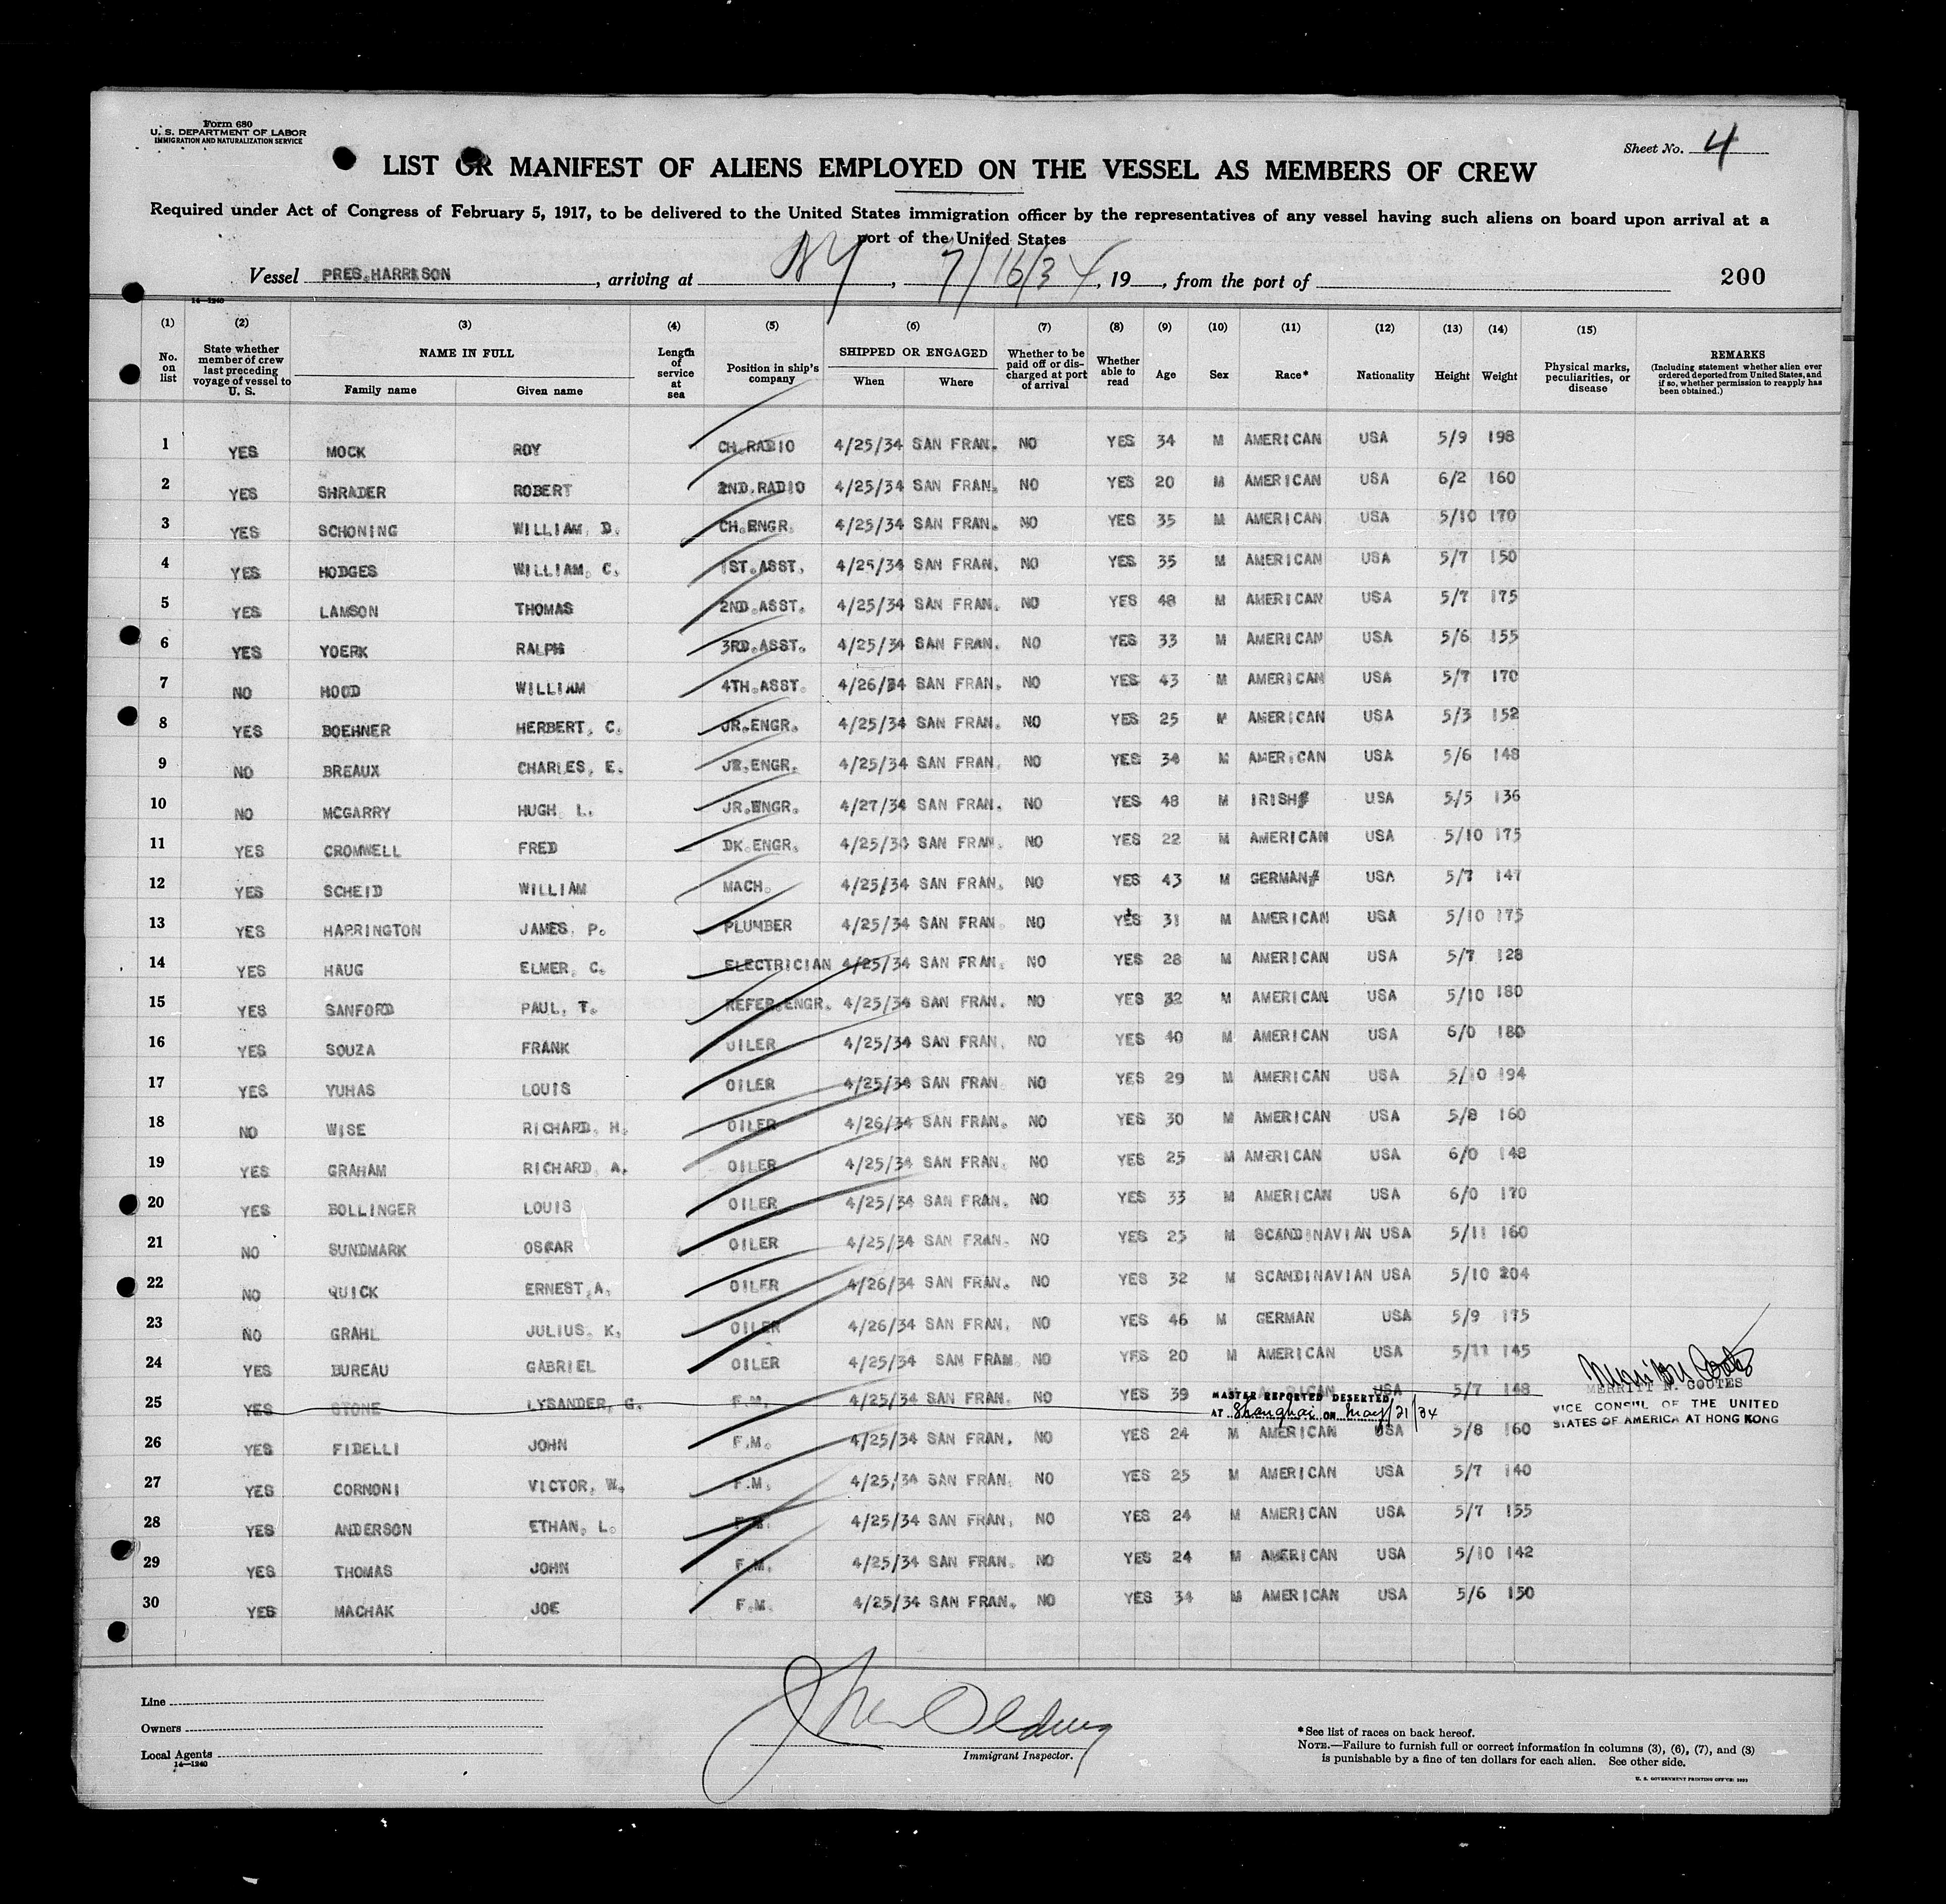 Form 680
U. S. DEPARTMENT OF LABOR
IMMIGRATION AND NATURALIZATION SERVICE
Sheet No. 4
LIST OR MANIFEST OF ALIENS EMPLOYED ON THE VESSEL AS MEMBERS OF CREW
Required under Act of Congress of February 5, 1917, to be delivered to the United States immigration officer by the representatives of any vessel having such aliens on board upon arrival at a
port of the United States
Vessel PRES.HARRISON, arriving at NY, 7/16/34, 19, from the port of
200
14—1240
(1) (2) (3) (4) (5) (6) (7) (8) (9) (10) (11) (12) (13) (14) (15)
No. on list State whether member of crew last preceding voyage of vessel to U. S. NAME IN FULL Family name Given name Length of service at sea Position in ship's company SHIPPED OR ENGAGED When Where Whether to be paid off or discharged at port of arrival Whether able to read Age Sex Race* Nationality Height Weight Physical marks, peculiarities, or disease REMARKS (Including statement whether alien ever ordered deported from United States, and if so, whether permission to reapply has been obtained.)
1 YES MOCK ROY CH.RADIO 4/25/34 SAN FRAN. NO YES 34 M AMERICAN USA 5/9 198
2 YES SHRADER ROBERT 2ND.RADIO 4/25/34 SAN FRAN. NO YES 20 M AMERICAN USA 6/2 160
3 YES SCHONING WILLIAM, D. CH.ENGR. 4/25/34 SAN FRAN. NO YES 35 M AMERICAN USA 5/10 170
4 YES HODGES WILLIAM, C. 1ST.ASST. 4/25/34 SAN FRAN. NO YES 35 M AMERICAN USA 5/7 150
5 YES LAMSON THOMAS 2ND.ASST. 4/25/34 SAN FRAN. NO YES 48 M AMERICAN USA 5/7 175
6 YES YOERK RALPH 3RD.ASST. 4/25/34 SAN FRAN. NO YES 33 M AMERICAN USA 5/6 155
7 NO HOOD WILLIAM 4TH.ASST. 4/26/34 SAN FRAN. NO YES 43 M AMERICAN USA 5/7 170
8 YES BOEHNER HERBERT, C. JR.ENGR. 4/25/34 SAN FRAN. NO YES 25 M AMERICAN USA 5/3 152
9 NO BREAUX CHARLES, E. JR.ENGR. 4/25/34 SAN FRAN. NO YES 34 M AMERICAN USA 5/6 148
10 NO MCGARRY HUGH, L. JR.ENGR. 4/27/34 SAN FRAN. NO YES 48 M IRISH USA 5/5 136
11 YES CROMWELL FRED DK.ENGR. 4/25/34 SAN FRAN. NO YES 22 M AMERICAN USA 5/10 175
12 YES SCHEID WILLIAM MACH. 4/25/34 SAN FRAN. NO YES 43 M GERMAN USA 5/7 147
13 YES HARRINGTON JAMES, P. PLUMBER 4/25/34 SAN FRAN. NO YES 31 M AMERICAN USA 5/10 175
14 YES HAUG ELMER, C. ELECTRICIAN 4/25/34 SAN FRAN. NO YES 28 M AMERICAN USA 5/7 128
15 YES SANFORD PAUL, T. REFER.ENGR. 4/25/34 SAN FRAN. NO YES 32 M AMERICAN USA 5/10 180
16 YES SOUZA FRANK OILER 4/25/34 SAN FRAN. NO YES 40 M AMERICAN USA 6/0 180
17 YES YUHAS LOUIS OILER 4/25/34 SAN FRAN NO YES 29 M AMERICAN USA 5/10 194
18 NO WISE RICHARD, H. OILER 4/26/34 SAN FRAN. NO YES 30 M AMERICAN USA 5/8 160
19 YES GRAHAM RICHARD, A. OILER 4/25/34 SAN FRAN. NO YES 25 M AMERICAN USA 6/0 148
20 YES BOLLINGER LOUIS OILER 4/25/34 SAN FRAN. NO YES 33 M AMERICAN USA 6/0 170
21 NO SUNDMARK OSCAR OILER 4/25/34 SAN FRAN. NO YES 25 M SCANDINAVIAN USA 5/11 160
22 NO QUICK ERNEST,A. OILER 4/26/34 SAN FRAN. NO YES 32 M SCANDINAVIAN USA 5/10 204
23 NO GRAHL JULIUS, K. OILER 4/26/34 SAN FRAN. NO YES 46 M GERMAN USA 5/9 175
24 YES BUREAU GABRIEL OILER 4/25/34 SAN FRAN NO YES 20 M AMERICAN USA 5/11 145
25 YES STONE LYSANDER, G. F.M. 4/25/34 SAN FRAN. NO YES 39 USA 5/7 148
MASTER REPORTED DESERTED
AT Shanghai ON May/21/34
MERRITT N. COOTES
VICE CONSUL OF THE UNITED
STATES OF AMERICA AT HONG KONG
26 YES FIDELLI JOHN F.M. 4/25/34 SAN FRAN. NO YES 24 M AMERICAN USA 5/8 160
27 YES CORNONI VICTOR, W. F.M. 4/25/34 SAN FRAN. NO YES 25 M AMERICAN USA 5/7 140
28 YES ANDERSON ETHAN, L. F.M. 4/25/34 SAN FRAN. NO YES 24 M AMERICAN USA 5/7 155
29 YES THOMAS JOHN F.M. 4/25/34 SAN FRAN. NO YES 24 M AMERICAN USA 5/10 142
30 YES MACHAK JOE F.M. 4/25/34 SAN FRAN. NO YES 34 M AMERICAN USA 5/6 150
Line
Owners
Local Agents
14—1240
Immigrant Inspector.
*See list of races on back hereof.
NOTE.—Failure to furnish full or correct information in columns (3), (6), (7), and (8)
is punishable by a fine of ten dollars for each alien. See other side.
U. S. GOVERNMENT PRINTING OFFICE: